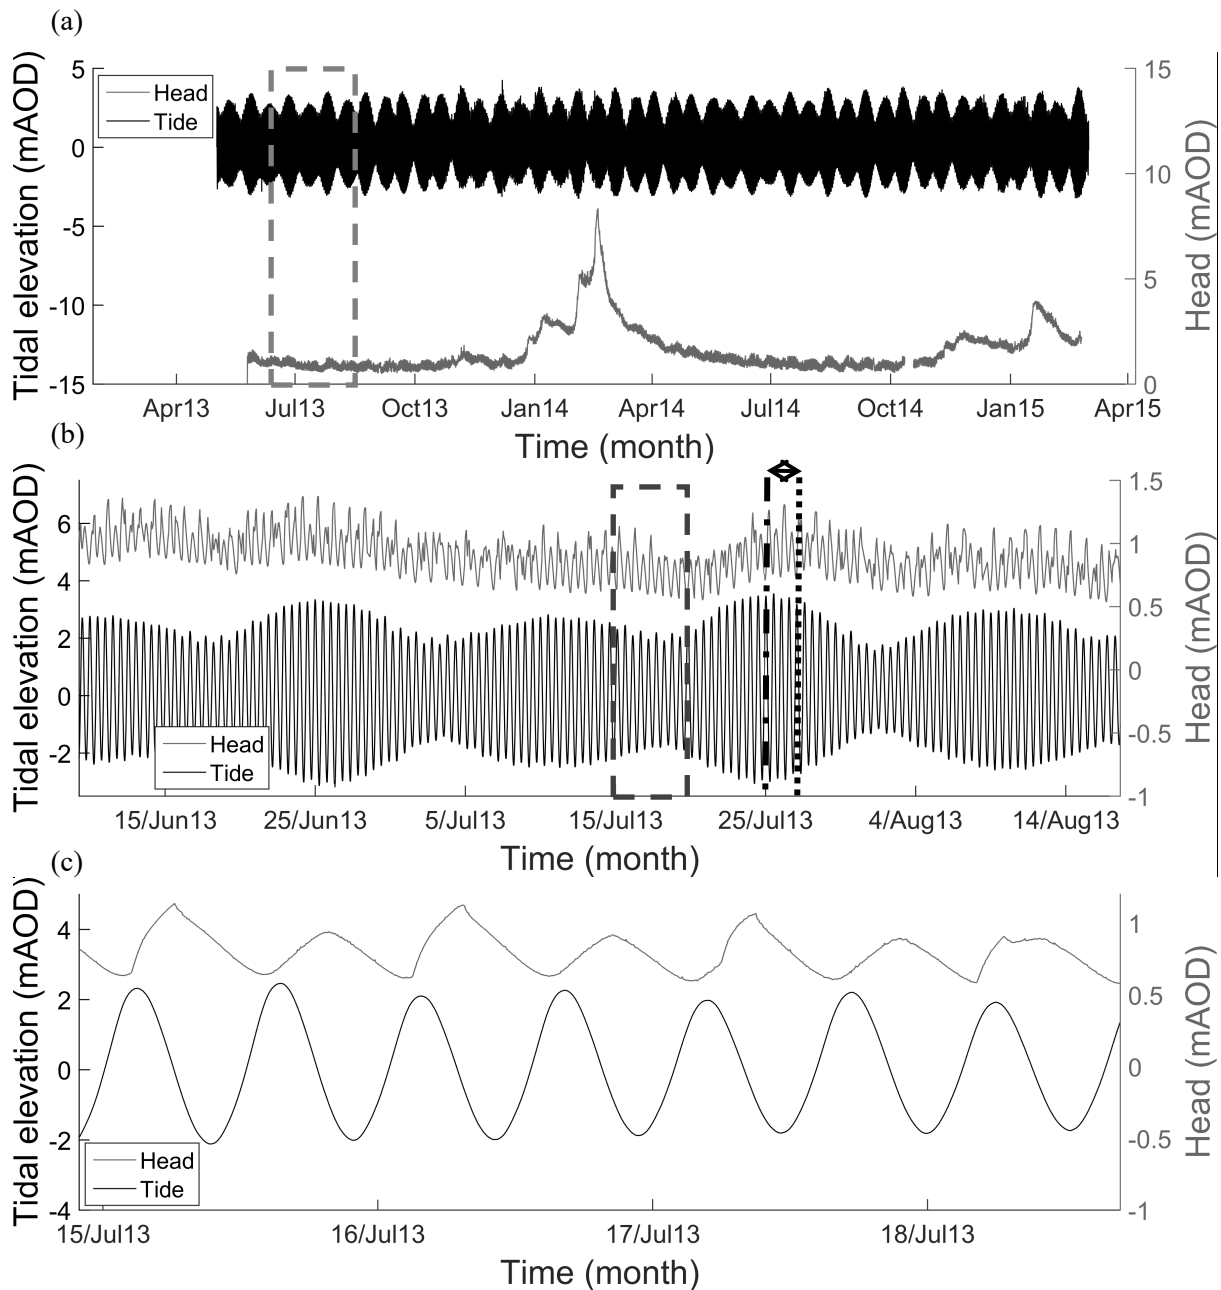 (a)
Tidal elevation (mAOD)
5
0
-5
-10
-15
Head
Tide
15
10
5
0
Head (mAOD)
Apr13 Jul13 Oct13 Jan14 Apr14 Jul14 Oct14 Jan15 Apr15
Time (month)
(b)
Tidal elevation (mAOD)
6
4
2
0
-2
Head
Tide
1.5
1
0.5
0
-0.5
-1
Head (mAOD)
15/Jun13 25/Jun13 5/Jul13 15/Jul13 25/Jul13 4/Aug13 14/Aug13
Time (month)
(c)
Tidal elevation (mAOD)
4
2
0
-2
-4
Head
Tide
1
0.5
0
-0.5
-1
Head (mAOD)
15/Jul13 16/Jul13 17/Jul13 18/Jul13
Time (month)